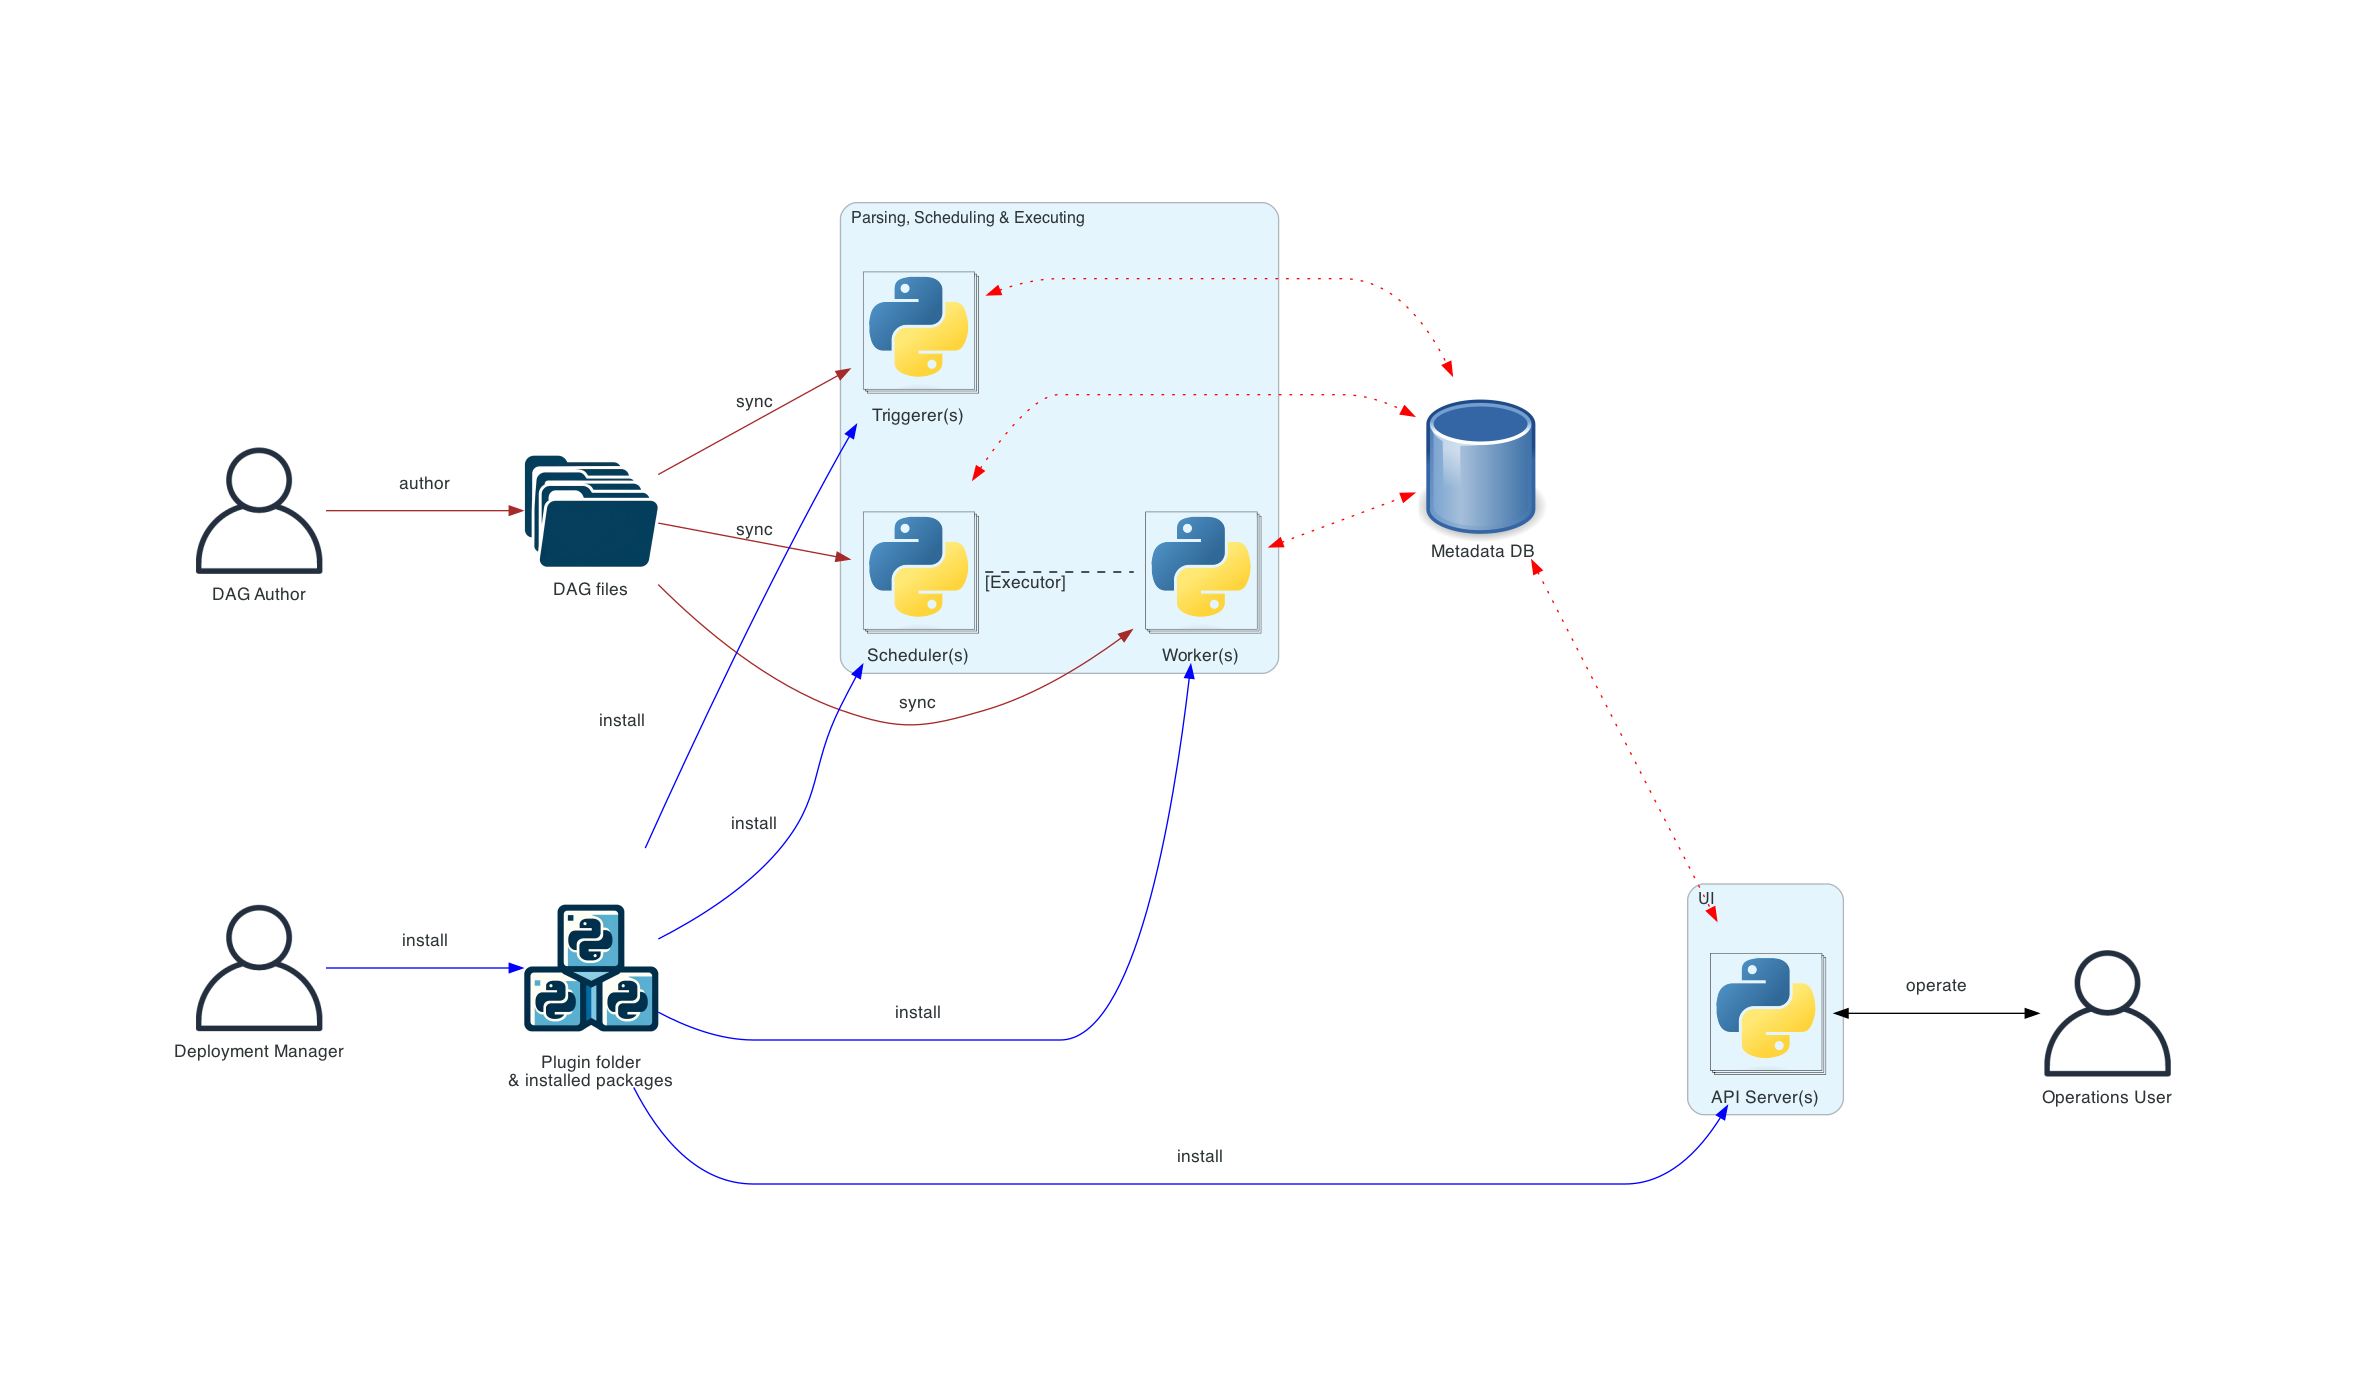 Parsing, Scheduling & Executing
sync
Triggerer(s)
author
sync
Metadata DB
[Executor]
DAG Author
DAG files
Scheduler(s)
Worker(s)
sync
install
install
UI
install
operate
install
Deployment Manager
Plugin folder
& installed packages
API Server(s)
Operations User
install